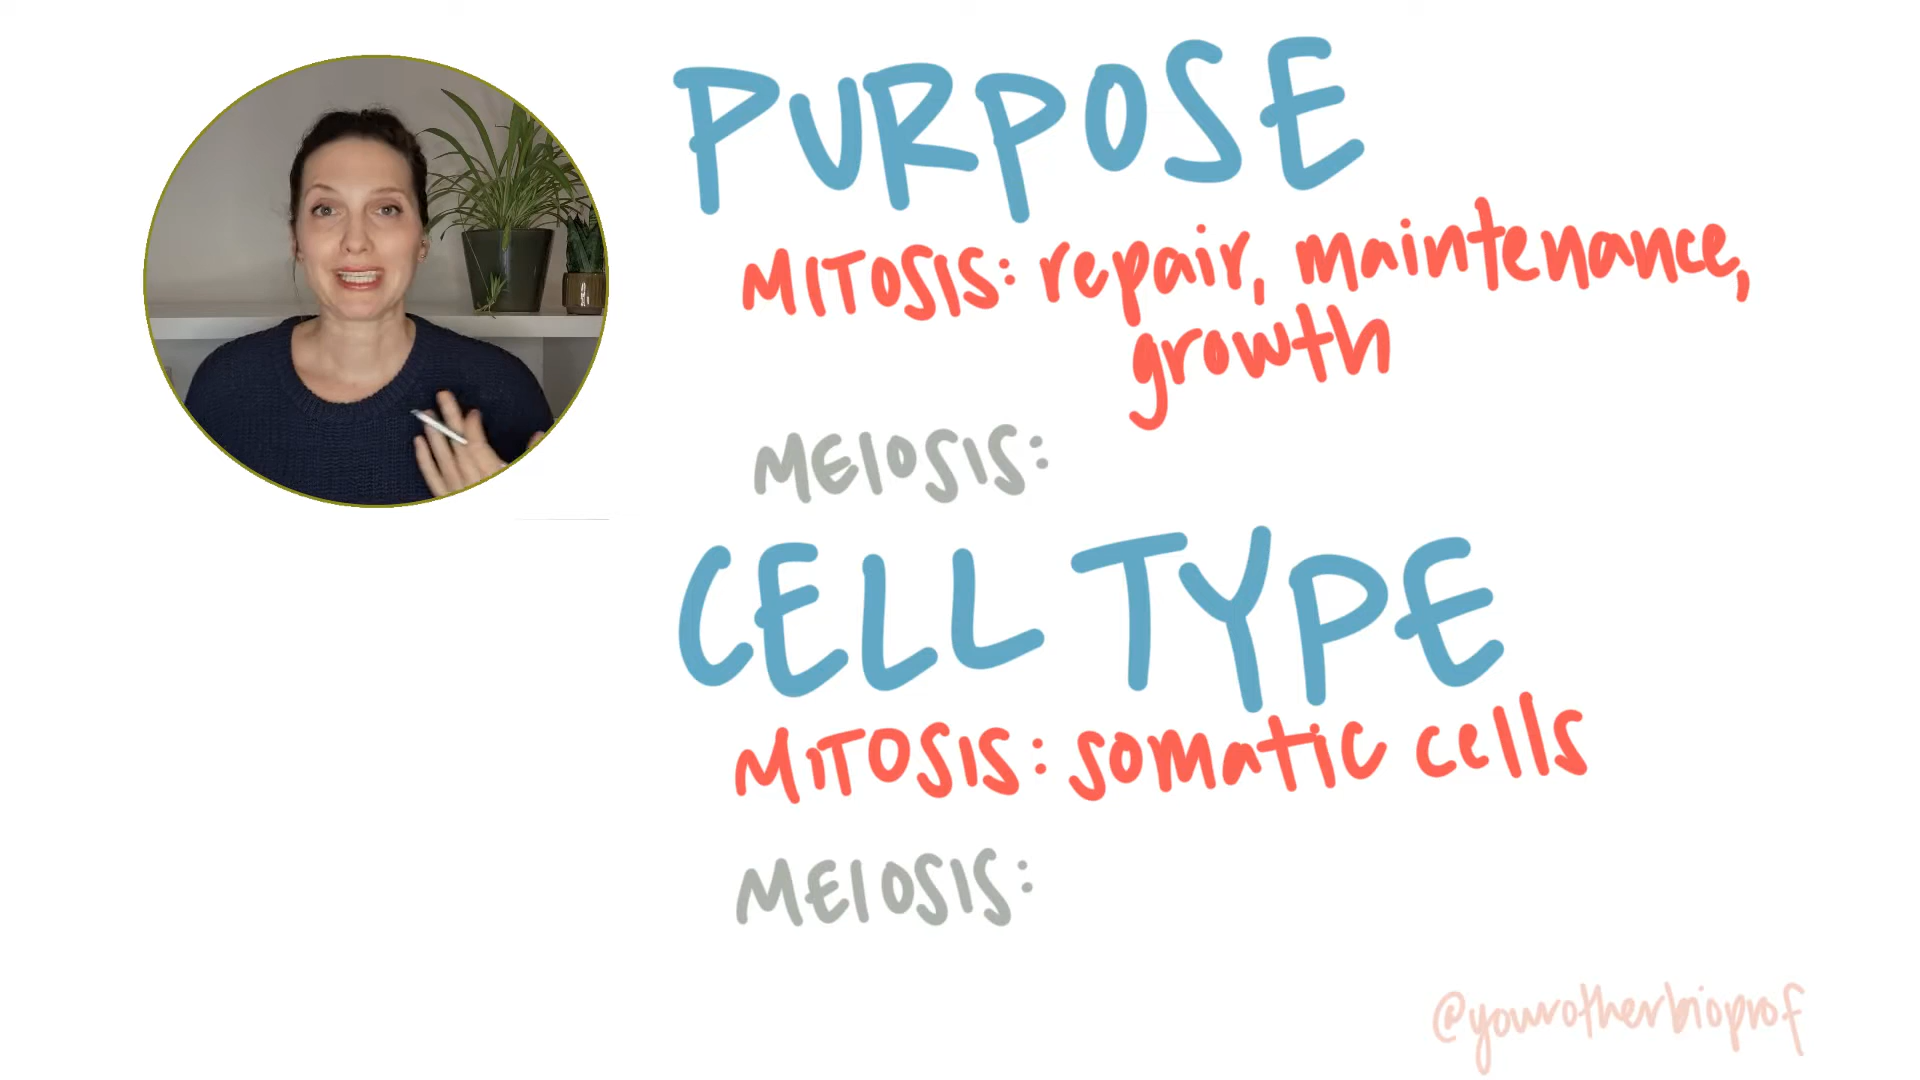 PURPOSE
MITOSIS: repair, maintenance,
growth
MEIOSIS:
CELL TYPE
MITOSIS: somatic cells
MEIOSIS:
@yourotherbioprof